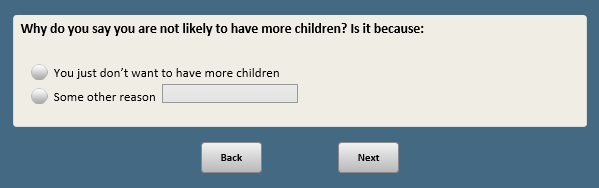 Why do you say you are not likely to have more children? Is it because:
You just don't want to have more children
Some other reason
Back
Next